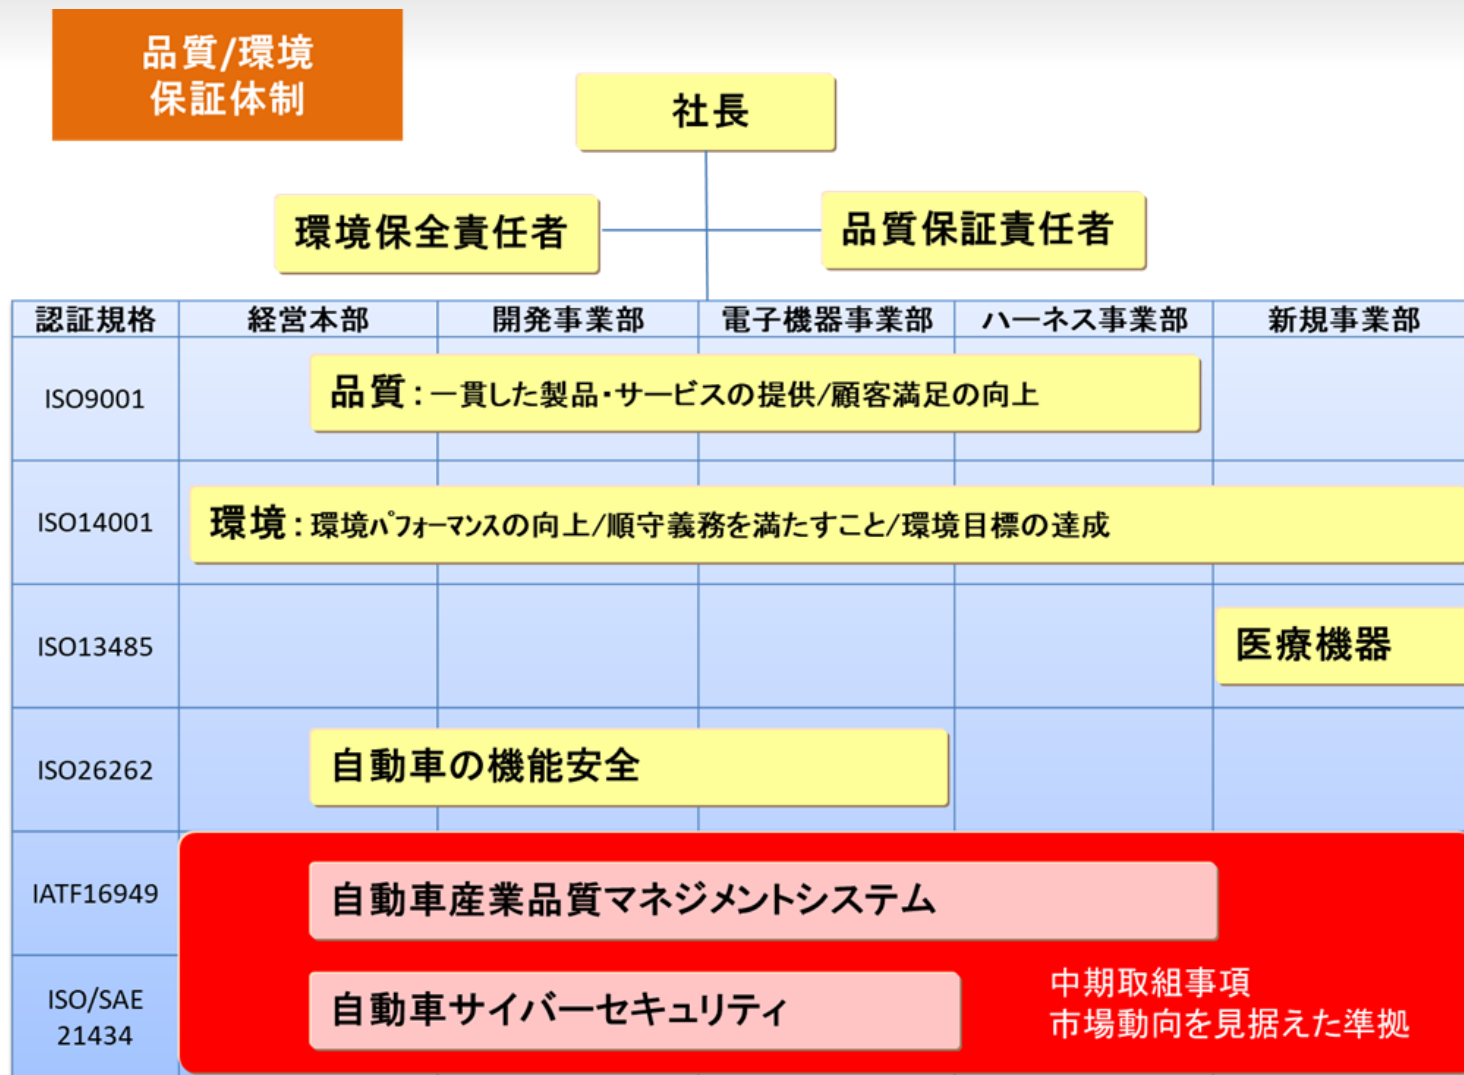 品質/環境
保証体制
社長
環境保全責任者
品質保証責任者
認証規格 経営本部 開発事業部 電子機器事業部 ハーネス事業部 新規事業部
ISO9001
品質：一貫した製品・サービスの提供/顧客満足の向上
ISO14001
環境：環境ﾊﾟﾌｫｰﾏﾝｽの向上/順守義務を満たすこと/環境目標の達成
ISO13485
医療機器
ISO26262
自動車の機能安全
IATF16949
自動車産業品質マネジメントシステム
ISO/SAE
21434
自動車サイバーセキュリティ
中期取組事項
市場動向を見据えた準拠